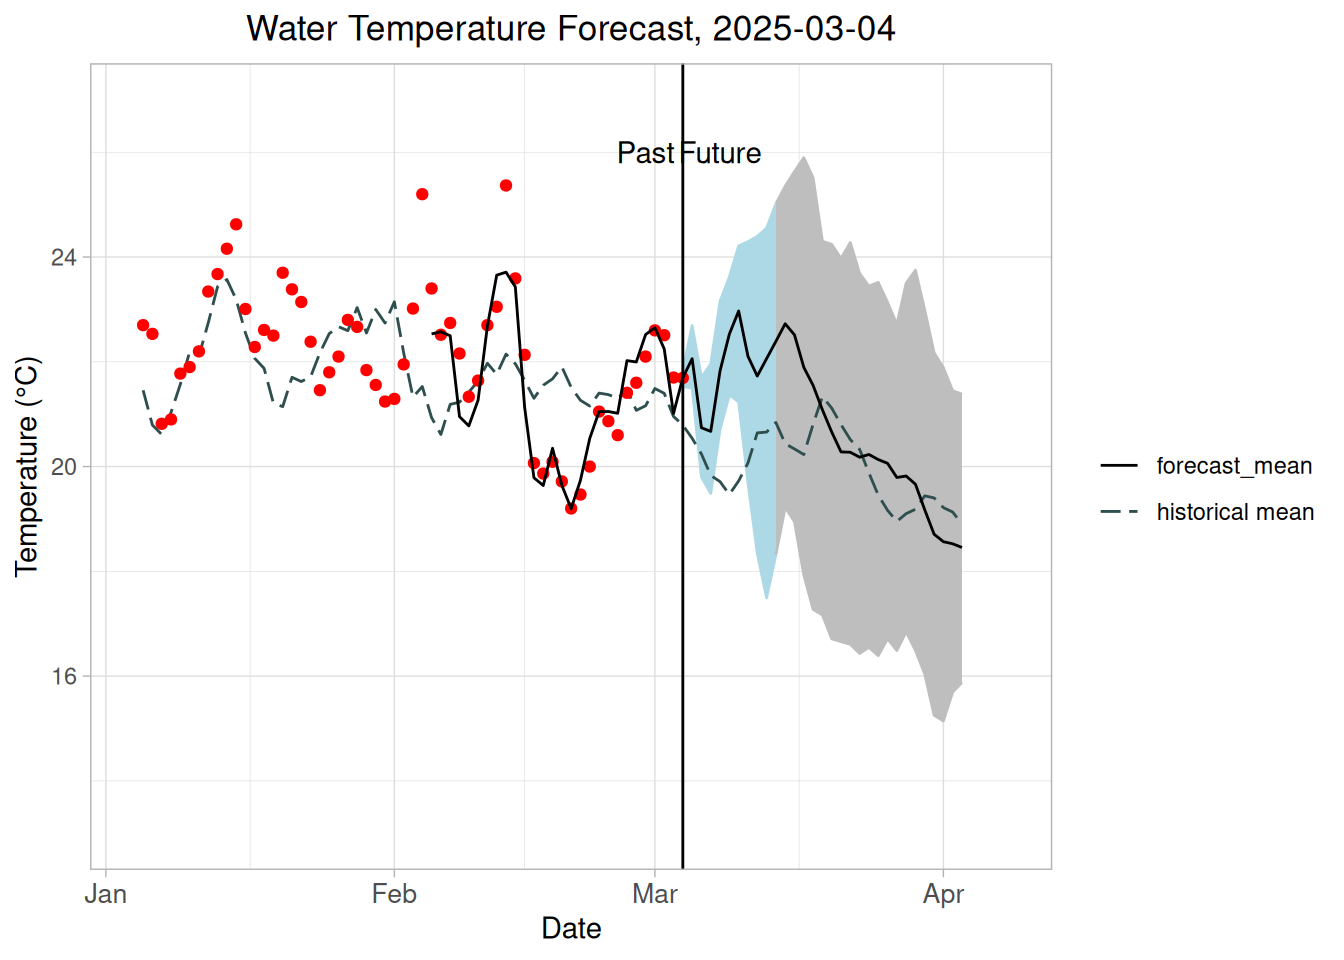 Water Temperature Forecast, 2025-03-04
Past Future
24
20
16
Temperature (°C)
Jan Feb Mar Apr
Date
forecast_mean
historical mean